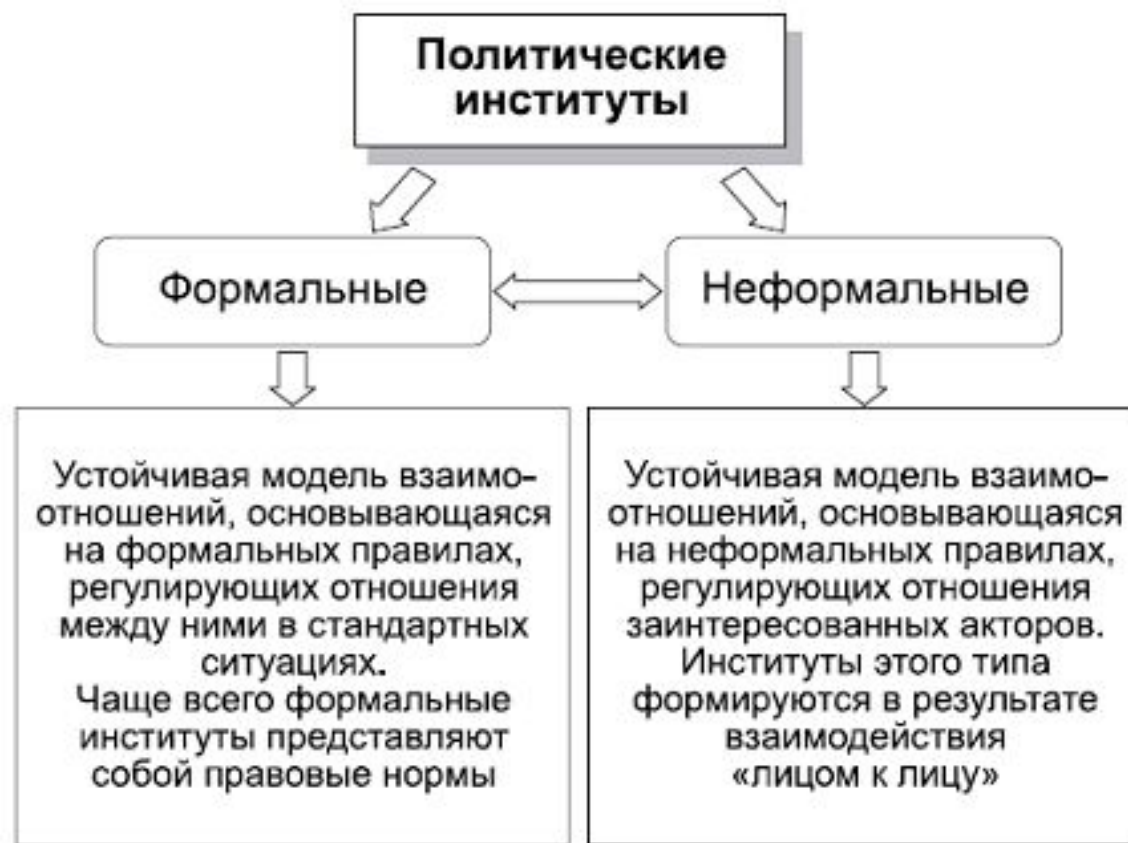 Политические
институты
Формальные
Неформальные
Устойчивая модель взаимо-
отношений, основывающаяся
на формальных правилах,
регулирующих отношения
между ними в стандартных
ситуациях.
Чаще всего формальные
институты представляют
собой правовые нормы
Устойчивая модель взаимо-
отношений, основывающаяся
на неформальных правилах,
регулирующих отношения
заинтересованных акторов.
Институты этого типа
формируются в результате
взаимодействия
«лицом к лицу»